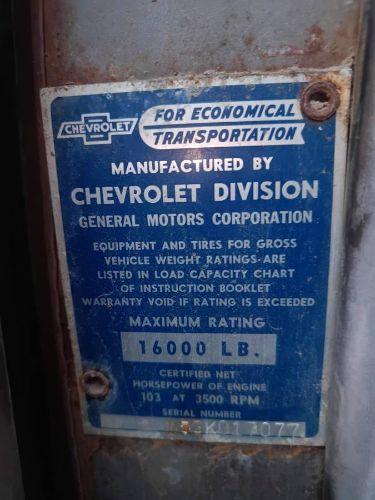 CHEVROLET
FOR ECONOMICAL
TRANSPORTATION
MANUFACTURED BY
CHEVROLET DIVISION
GENERAL MOTORS CORPORATION
EQUIPMENT AND TIRES FOR GROSS
VEHICLE WEIGHT RATINGS ARE
LISTED IN LOAD CAPACITY CHART
OF INSTRUCTION BOOKLET
WARRANTY VOID IF RATING IS EXCEEDED
MAXIMUM RATING
16000 LB.
CERTIFIED NET
HORSEPOWER OF ENGINE
103 AT 3500 RPM
SERIAL NUMBER